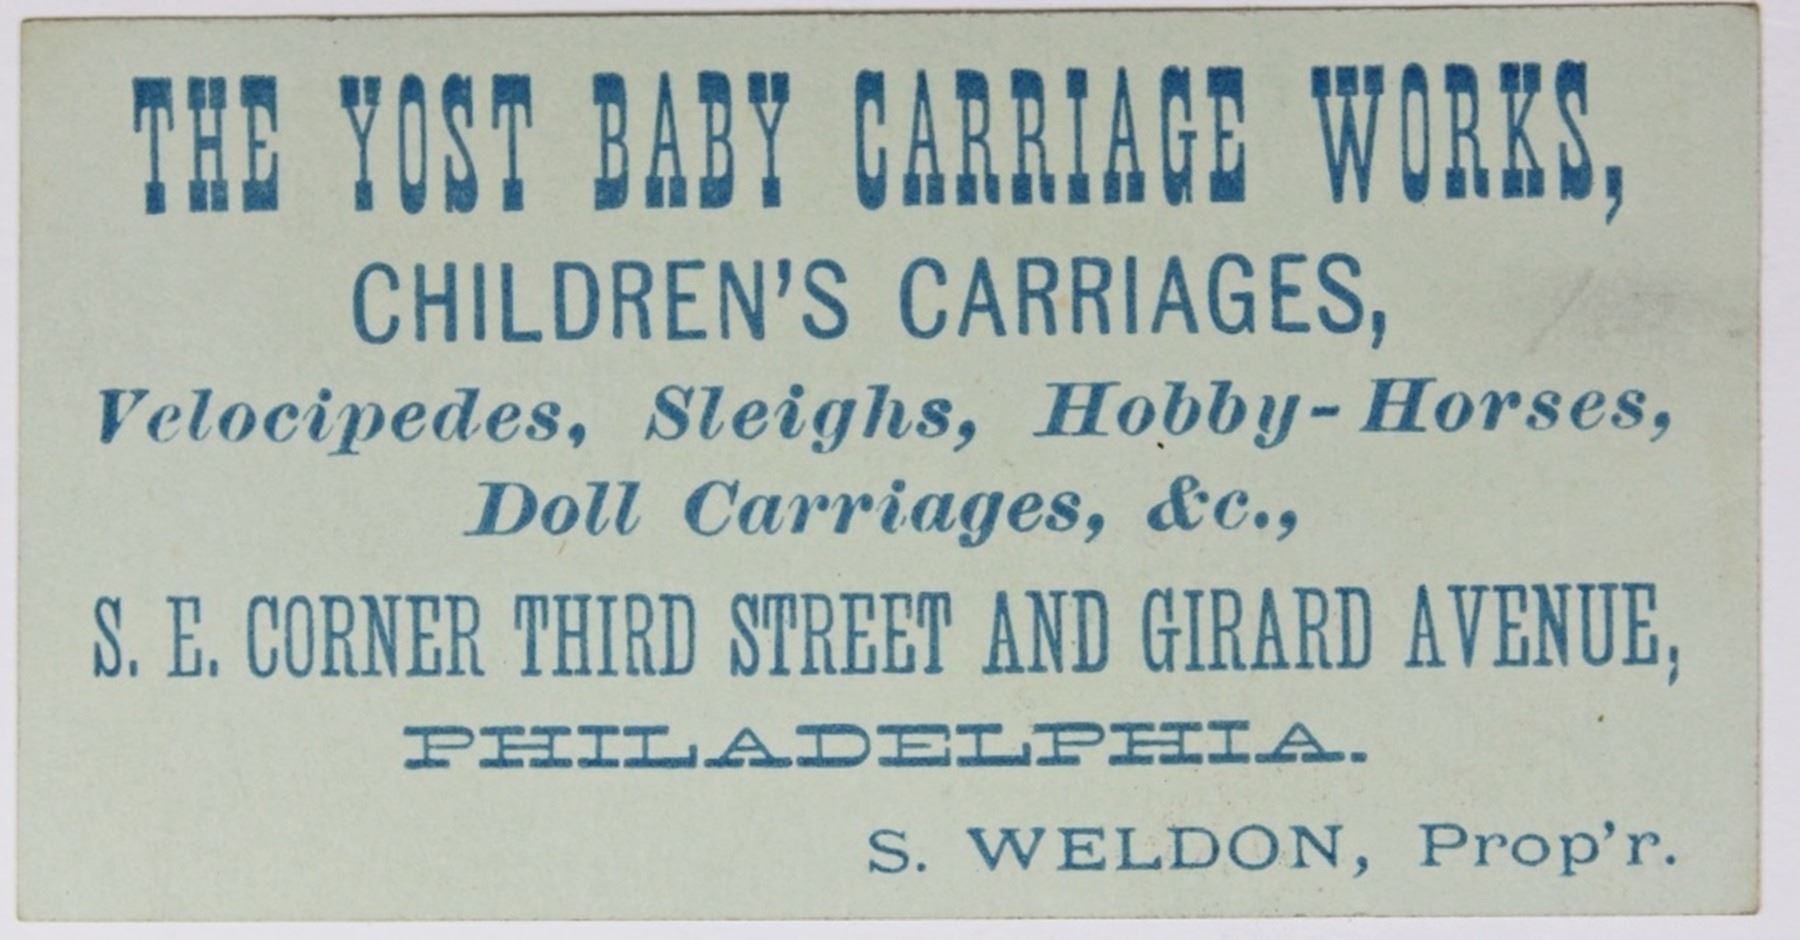 THE YOST BABY CARRIAGE WORKS,
CHILDREN'S CARRIAGES,
Velocipedes, Sleighs, Hobby-Horses,
Doll Carriages, &c.,
S. E. CORNER THIRD STREET AND GIRARD AVENUE,
PHILADELPHIA.
S. WELDON, Prop'r.